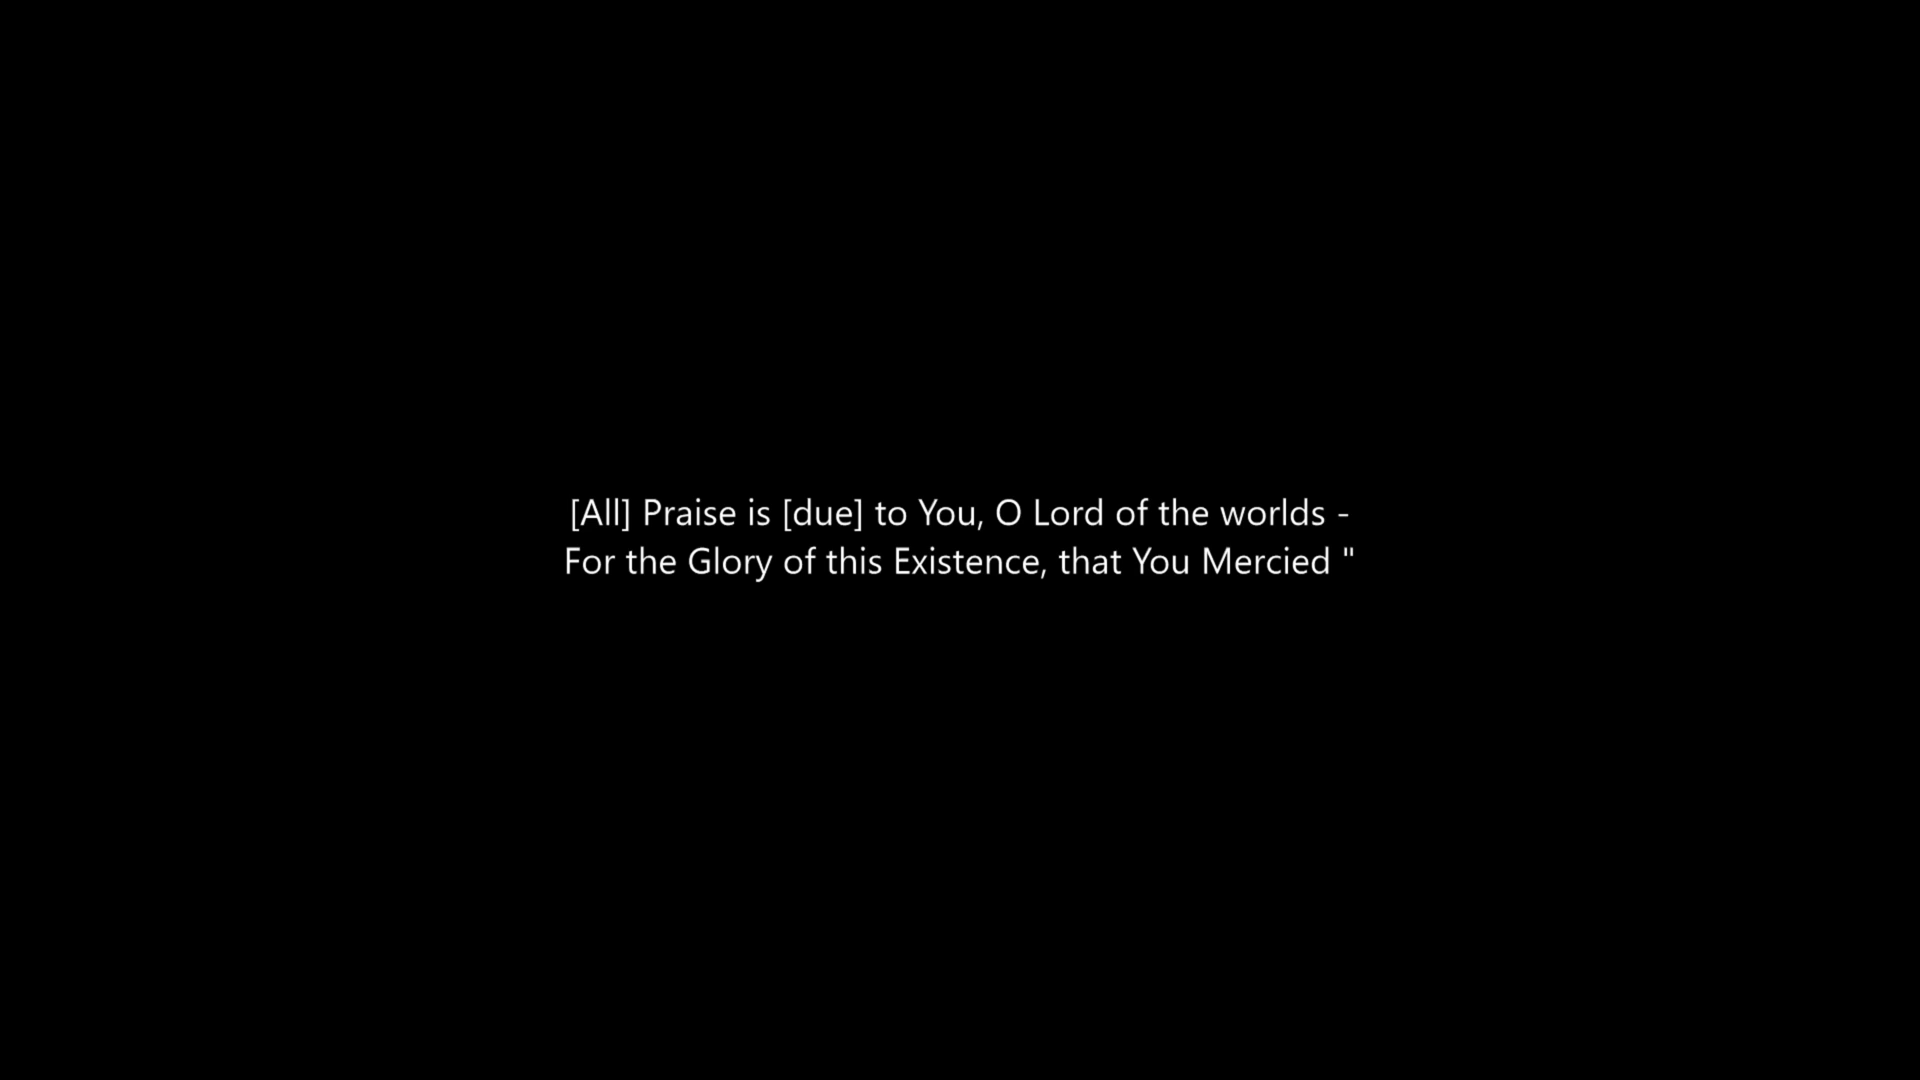 [All] Praise is [due] to You, O Lord of the worlds -
For the Glory of this Existence, that You Mercied "